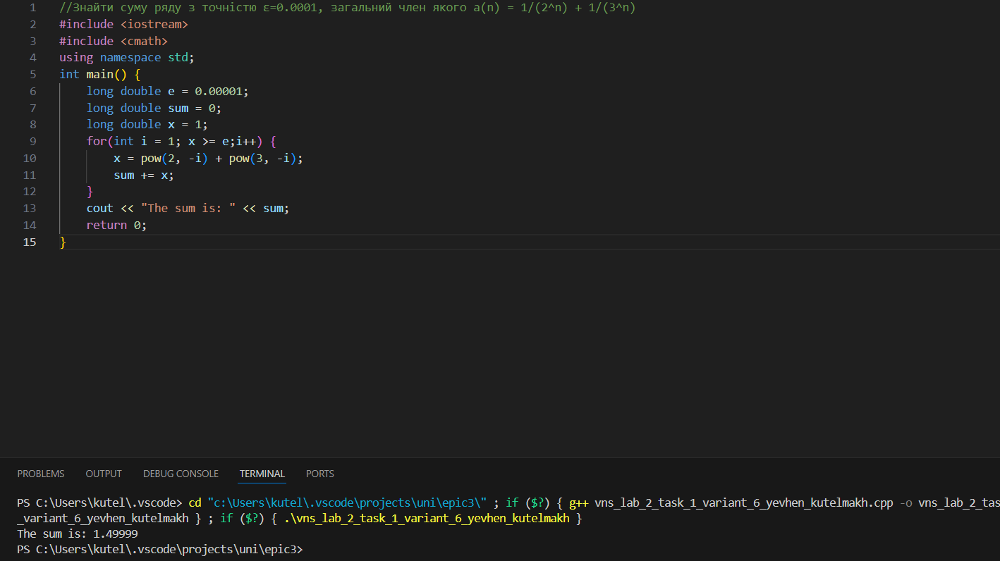 1 //Знайти суму ряду з точністю ε=0.0001, загальний член якого a(n) = 1/(2^n) + 1/(3^n)
2 #include <iostream>
3 #include <cmath>
4 using namespace std;
5 int main() {
6     long double e = 0.00001;
7     long double sum = 0;
8     long double x = 1;
9     for(int i = 1; x >= e;i++) {
10         x = pow(2, -i) + pow(3, -i);
11         sum += x;
12     }
13     cout << "The sum is: " << sum;
14     return 0;
15 }
PROBLEMS OUTPUT DEBUG CONSOLE TERMINAL PORTS
PS C:\Users\kutel\.vscode> cd "c:\Users\kutel\.vscode\projects\uni\epic3\" ; if ($?) { g++ vns_lab_2_task_1_variant_6_yevhen_kutelmakh.cpp -o vns_lab_2_tas
_variant_6_yevhen_kutelmakh } ; if ($?) { .\vns_lab_2_task_1_variant_6_yevhen_kutelmakh }
The sum is: 1.49999
PS C:\Users\kutel\.vscode\projects\uni\epic3>